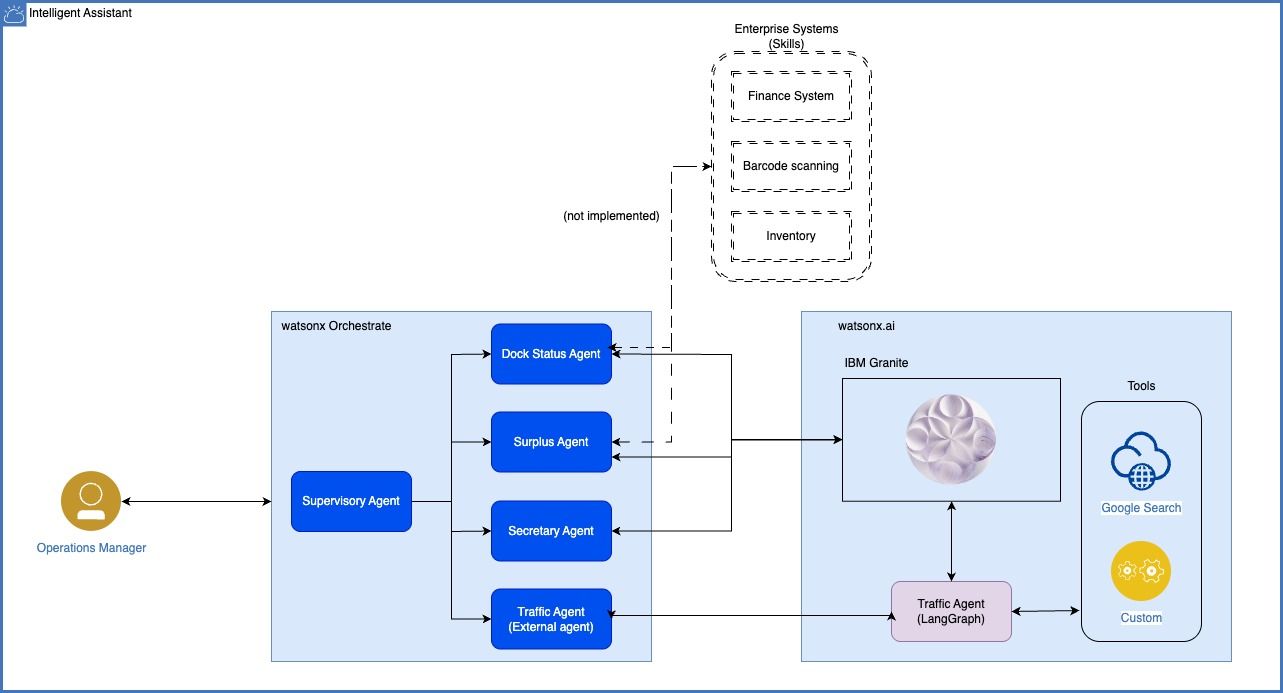 Intelligent Assistant
Enterprise Systems
(Skills)
Finance System
Barcode scanning
(not implemented)
Inventory
watsonx Orchestrate
Dock Status Agent
Surplus Agent
Supervisory Agent
Secretary Agent
Traffic Agent
(External agent)
Operations Manager
watsonx.ai
IBM Granite
Tools
Google Search
Custom
Traffic Agent
(LangGraph)